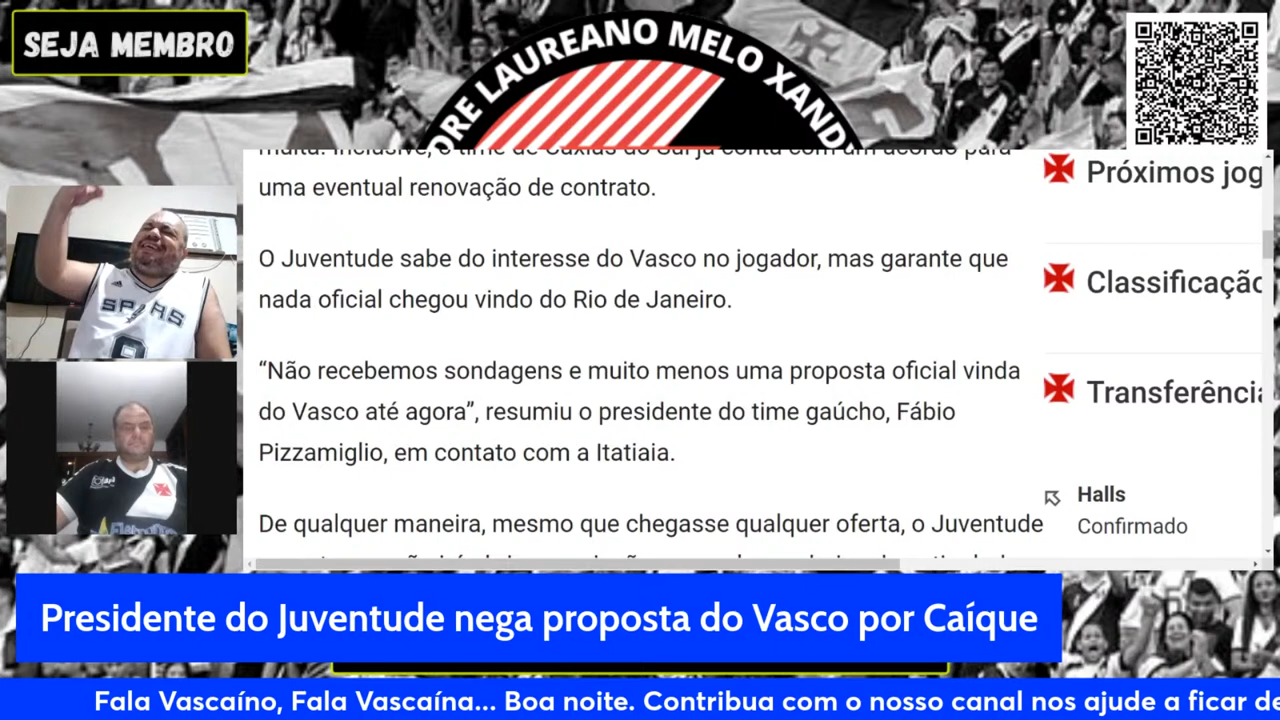 SEJA MEMBRO
DRE LAUREANO MELO XAND
uma eventual renovação de contrato.
O Juventude sabe do interesse do Vasco no jogador, mas garante que
nada oficial chegou vindo do Rio de Janeiro.
“Não recebemos sondagens e muito menos uma proposta oficial vinda
do Vasco até agora”, resumiu o presidente do time gaúcho, Fábio
Pizzamiglio, em contato com a Itatiaia.
De qualquer maneira, mesmo que chegasse qualquer oferta, o Juventude
Próximos jog
Classificação
Transferência
Halls
Confirmado
SPURS
9
Presidente do Juventude nega proposta do Vasco por Caíque
Fala Vascaíno, Fala Vascaína... Boa noite. Contribua com o nosso canal nos ajude a ficar de